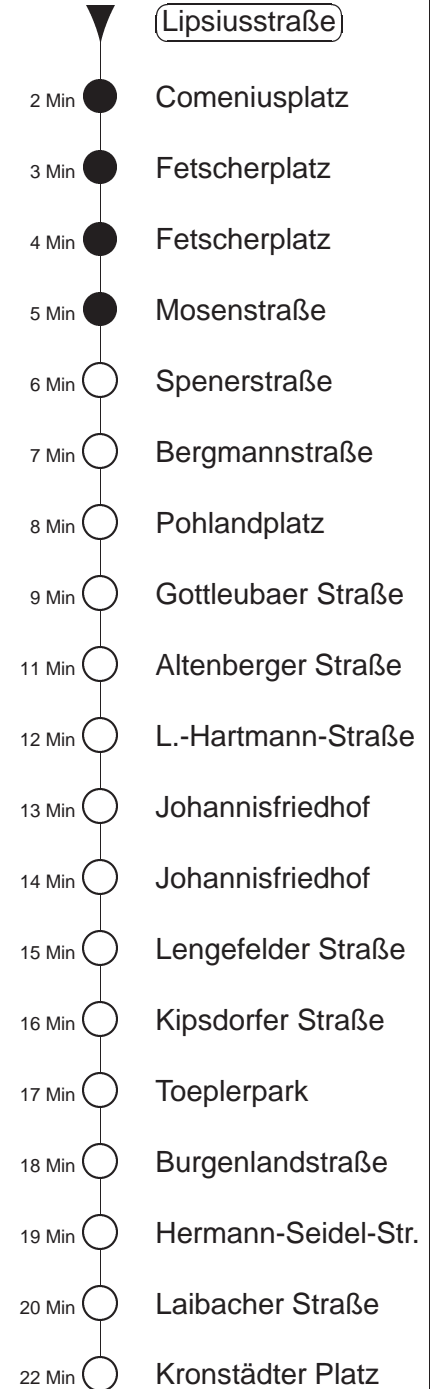 Lipsiusstraße
2 Min Comeniusplatz
3 Min Fetscherplatz
4 Min Fetscherplatz
5 Min Mosenstraße
6 Min Spenerstraße
7 Min Bergmannstraße
8 Min Pohlandplatz
9 Min Gottleubaer Straße
11 Min Altenberger Straße
12 Min L.-Hartmann-Straße
13 Min Johannisfriedhof
14 Min Johannisfriedhof
15 Min Lengefelder Straße
16 Min Kipsdorfer Straße
17 Min Toeplerpark
18 Min Burgenlandstraße
19 Min Hermann-Seidel-Str.
20 Min Laibacher Straße
22 Min Kronstädter Platz